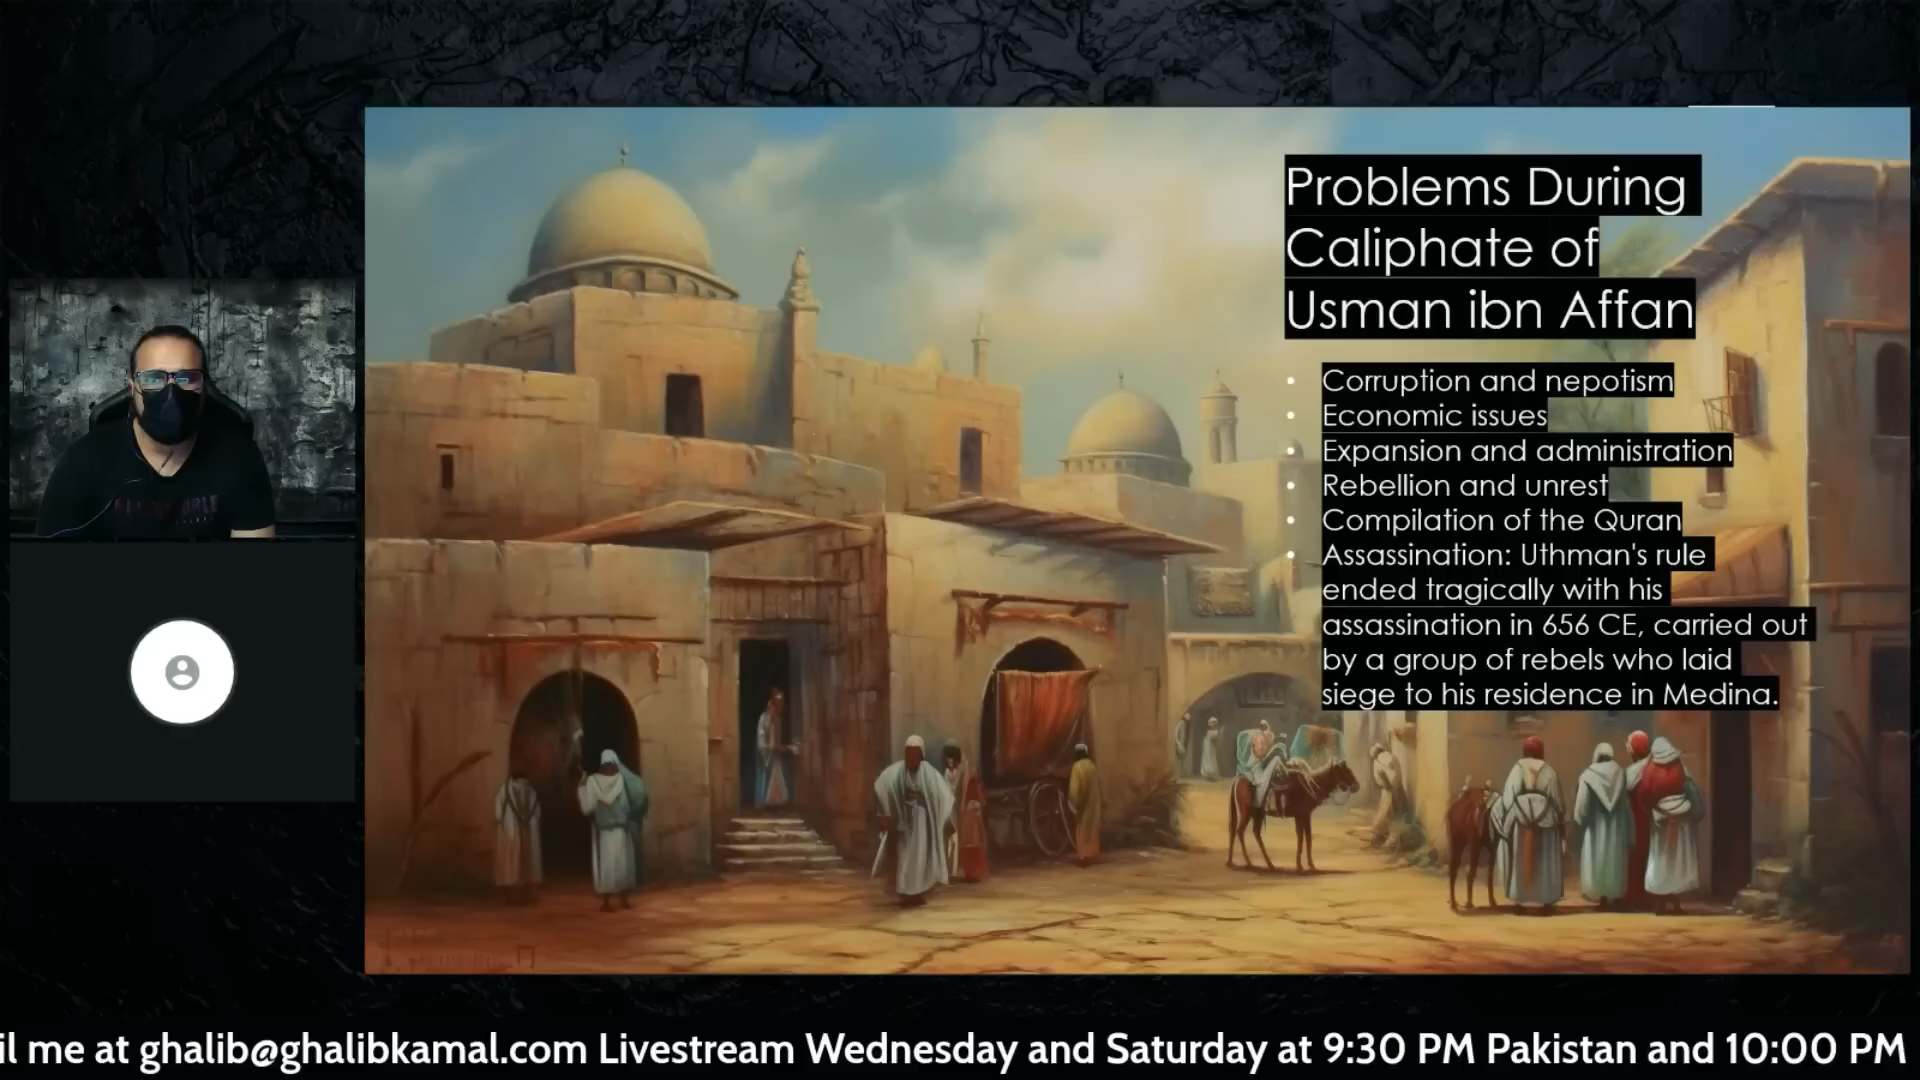 Problems During
Caliphate of
Usman ibn Affan
• Corruption and nepotism
• Economic issues
• Expansion and administration
• Rebellion and unrest
• Compilation of the Quran
• Assassination: Uthman's rule
ended tragically with his
assassination in 656 CE, carried out
by a group of rebels who laid
siege to his residence in Medina.
il me at ghalib@ghalibkamal.com Livestream Wednesday and Saturday at 9:30 PM Pakistan and 10:00 PM